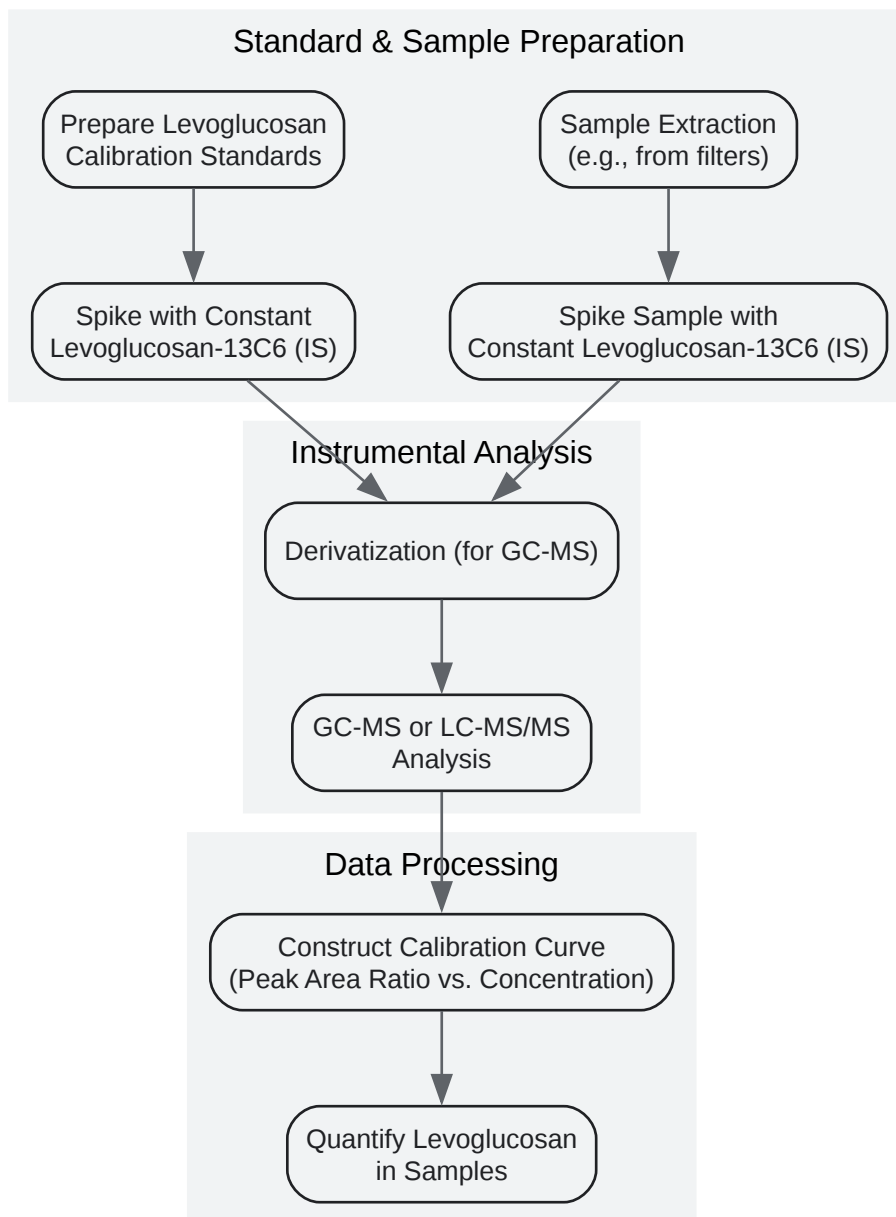 Standard & Sample Preparation
Prepare Levoglucosan
Calibration Standards
Sample Extraction
(e.g., from filters)
Spike with Constant
Levoglucosan-13C6 (IS)
Spike Sample with
Constant Levoglucosan-13C6 (IS)
Instrumental Analysis
Derivatization (for GC-MS)
GC-MS or LC-MS/MS
Analysis
Data Processing
Construct Calibration Curve
(Peak Area Ratio vs. Concentration)
Quantify Levoglucosan
in Samples